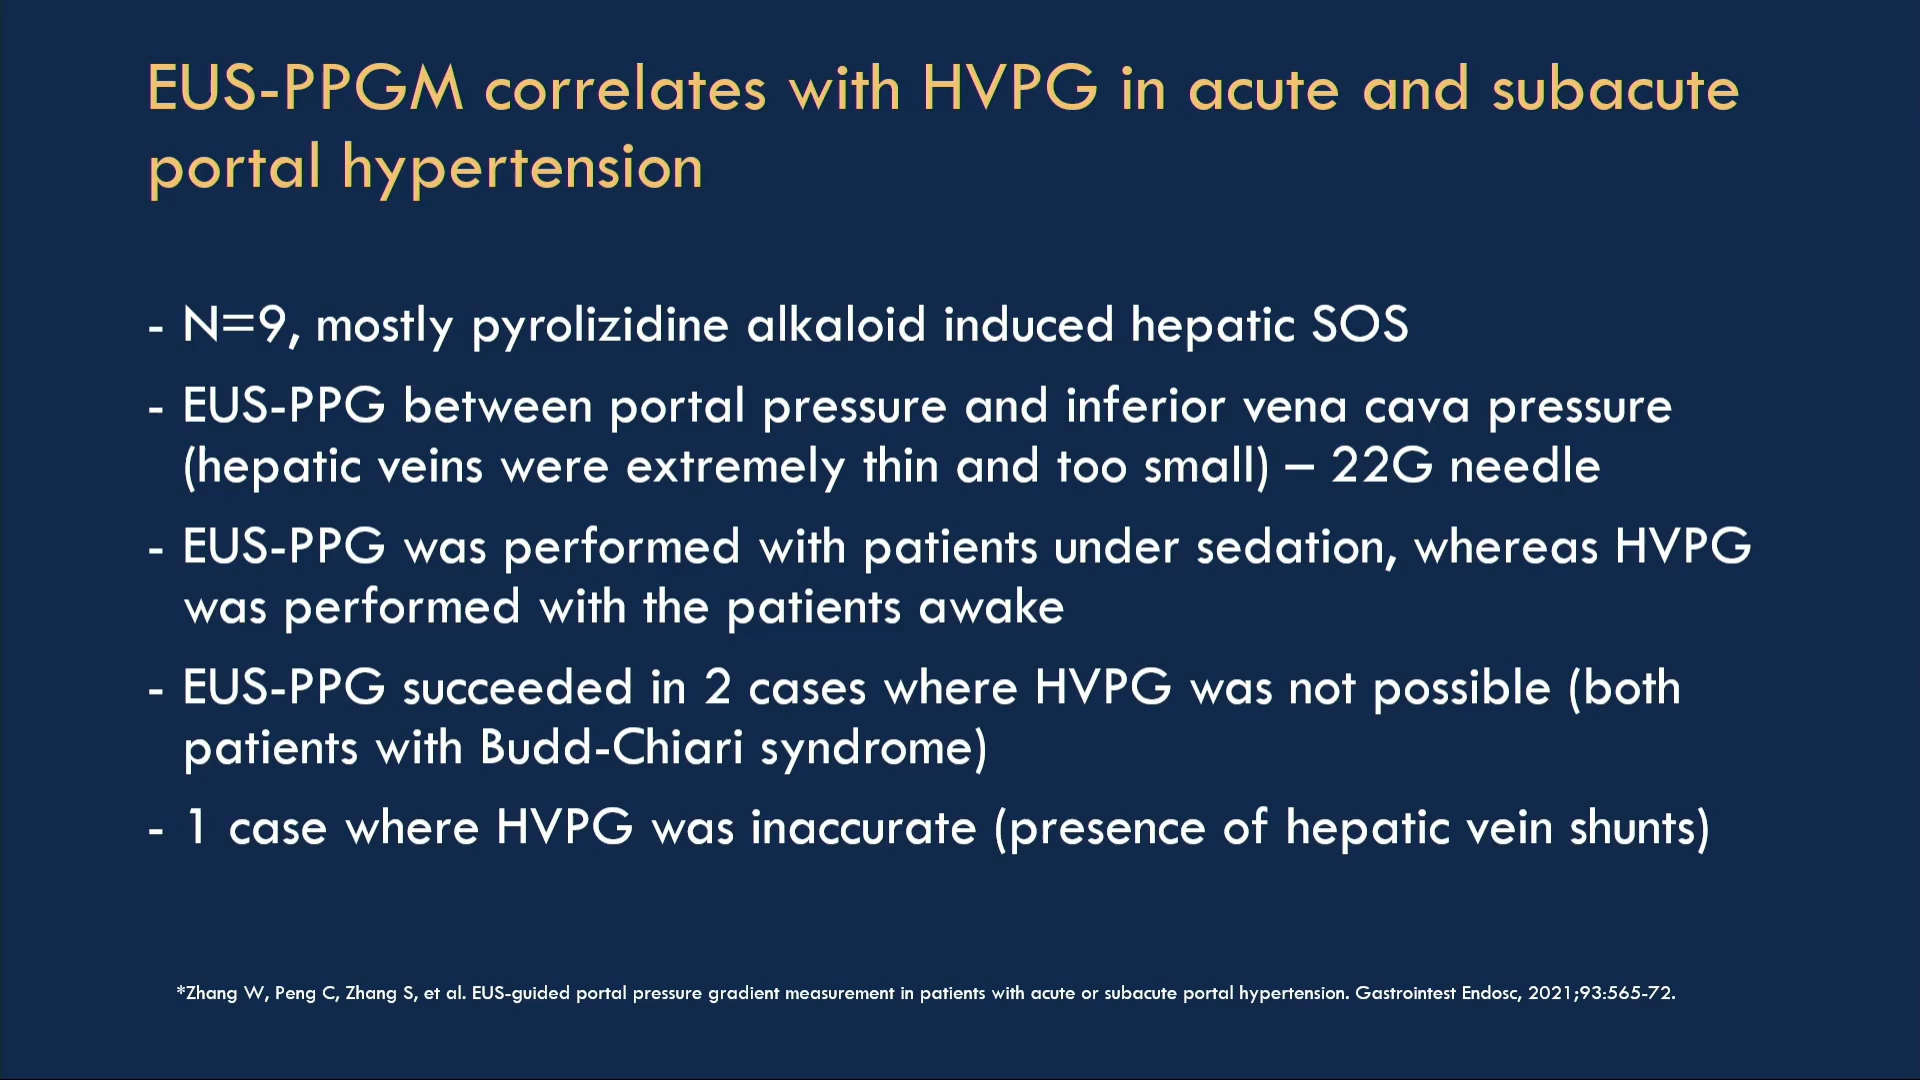 EUS-PPGM correlates with HVPG in acute and subacute
portal hypertension
- N=9, mostly pyrolizidine alkaloid induced hepatic SOS
- EUS-PPG between portal pressure and inferior vena cava pressure
(hepatic veins were extremely thin and too small) – 22G needle
- EUS-PPG was performed with patients under sedation, whereas HVPG
was performed with the patients awake
- EUS-PPG succeeded in 2 cases where HVPG was not possible (both
patients with Budd-Chiari syndrome)
- 1 case where HVPG was inaccurate (presence of hepatic vein shunts)
*Zhang W, Peng C, Zhang S, et al. EUS-guided portal pressure gradient measurement in patients with acute or subacute portal hypertension. Gastrointest Endosc, 2021;93:565-72.